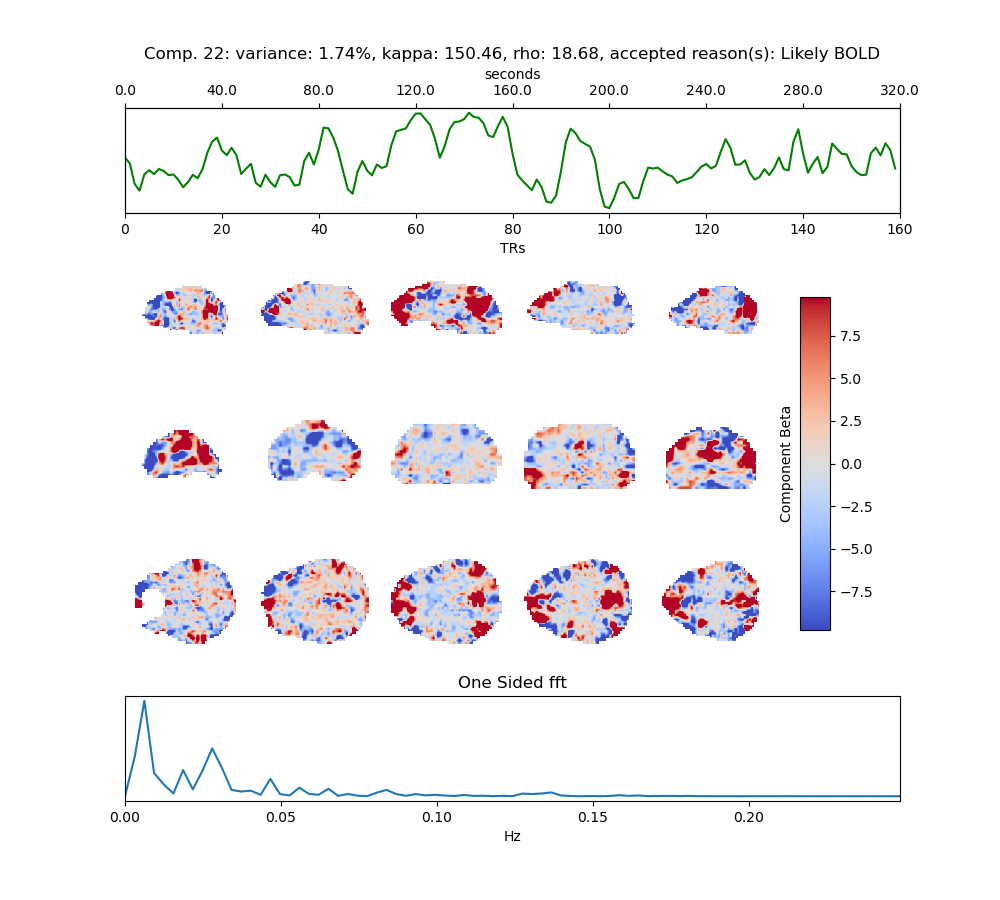 Comp. 22: variance: 1.74%, kappa: 150.46, rho: 18.68, accepted reason(s): Likely BOLD
seconds
0.0 40.0 80.0 120.0 160.0 200.0 240.0 280.0 320.0
0 20 40 60 80 100 120 140 160
TRs
7.5
5.0
2.5
0.0
−2.5
−5.0
−7.5
Component Beta
One Sided fft
0.00 0.05 0.10 0.15 0.20
Hz